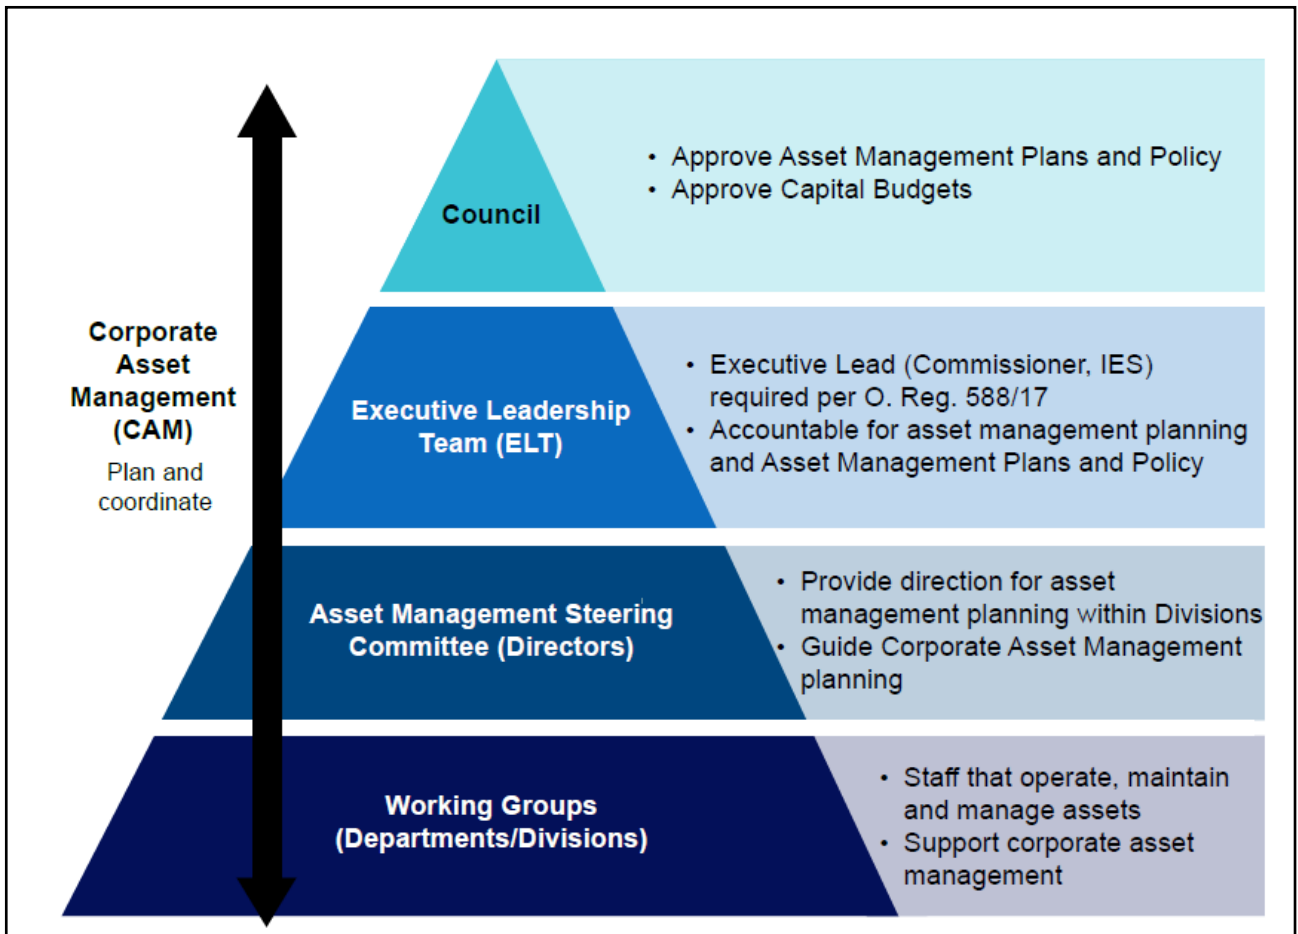 Council
• Approve Asset Management Plans and Policy
• Approve Capital Budgets
Corporate
Asset
Management
(CAM)
Plan and
coordinate
Executive Leadership
Team (ELT)
• Executive Lead (Commissioner, IES)
required per O. Reg. 588/17
• Accountable for asset management planning
and Asset Management Plans and Policy
Asset Management Steering
Committee (Directors)
• Provide direction for asset
management planning within Divisions
• Guide Corporate Asset Management
planning
Working Groups
(Departments/Divisions)
• Staff that operate, maintain
and manage assets
• Support corporate asset
management